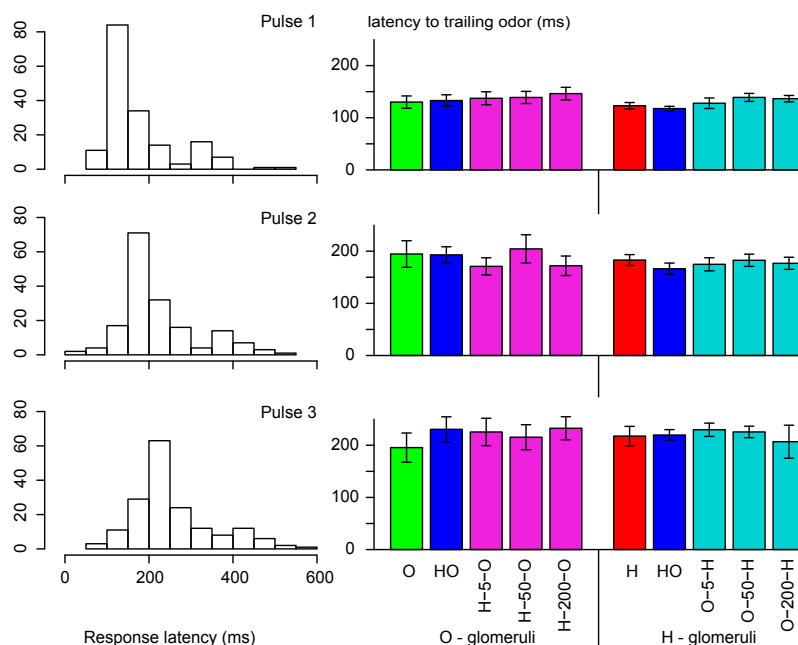 Pulse 1
latency to trailing odor (ms)
0 20 40 60 80
0
100
200
Pulse 2
0 20 40 60 80
0
100
200
Pulse 3
0 20 40 60 80
0
100
200
0 200 400 600
O HO H−5−O H−50−O H−200−O H HO O−5−H O−50−H O−200−H
Response latency (ms) O - glomeruli H - glomeruli